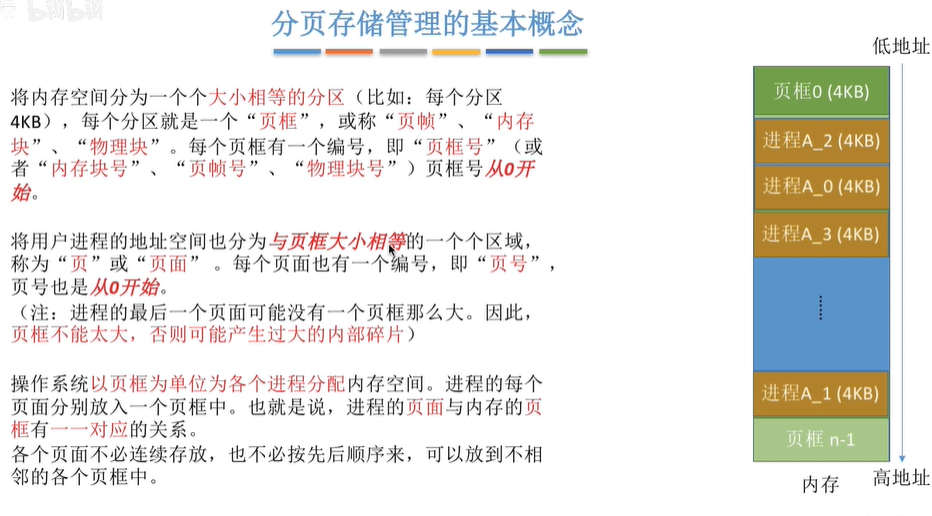 bilibili
分页存储管理的基本概念
将内存空间分为一个个大小相等的分区（比如：每个分区
4KB），每个分区就是一个“页框”，或称“页帧”、“内存
块”、“物理块”。每个页框有一个编号，即“页框号”（或
者“内存块号”、“页帧号”、“物理块号”）页框号从0开
始。
将用户进程的地址空间也分为与页框大小相等的一个个区域，
称为“页”或“页面” 。每个页面也有一个编号，即“页号”，
页号也是从0开始。
（注：进程的最后一个页面可能没有一个页框那么大。因此，
页框不能太大，否则可能产生过大的内部碎片）
操作系统以页框为单位为各个进程分配内存空间。进程的每个
页面分别放入一个页框中。也就是说，进程的页面与内存的页
框有一一对应的关系。
各个页面不必连续存放，也不必按先后顺序来，可以放到不相
邻的各个页框中。
低地址
页框0 (4KB)
进程A_2 (4KB)
进程A_0 (4KB)
进程A_3 (4KB)
进程A_1 (4KB)
页框 n-1
内存
高地址